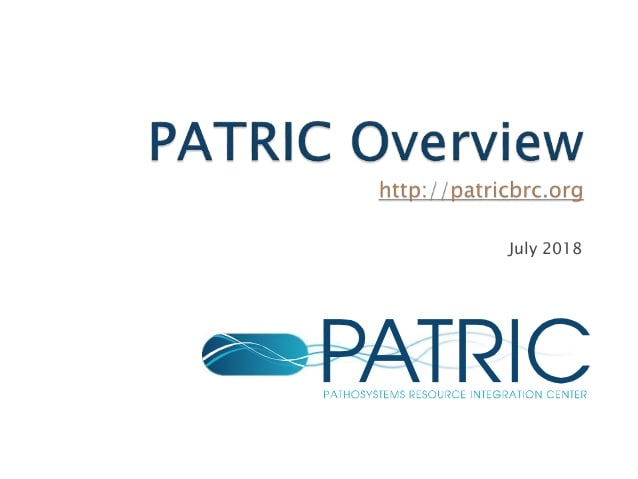 PATRIC Overview
http://patricbrc.org
July 2018
PATRIC
PATHOSYSTEMS RESOURCE INTEGRATION CENTER